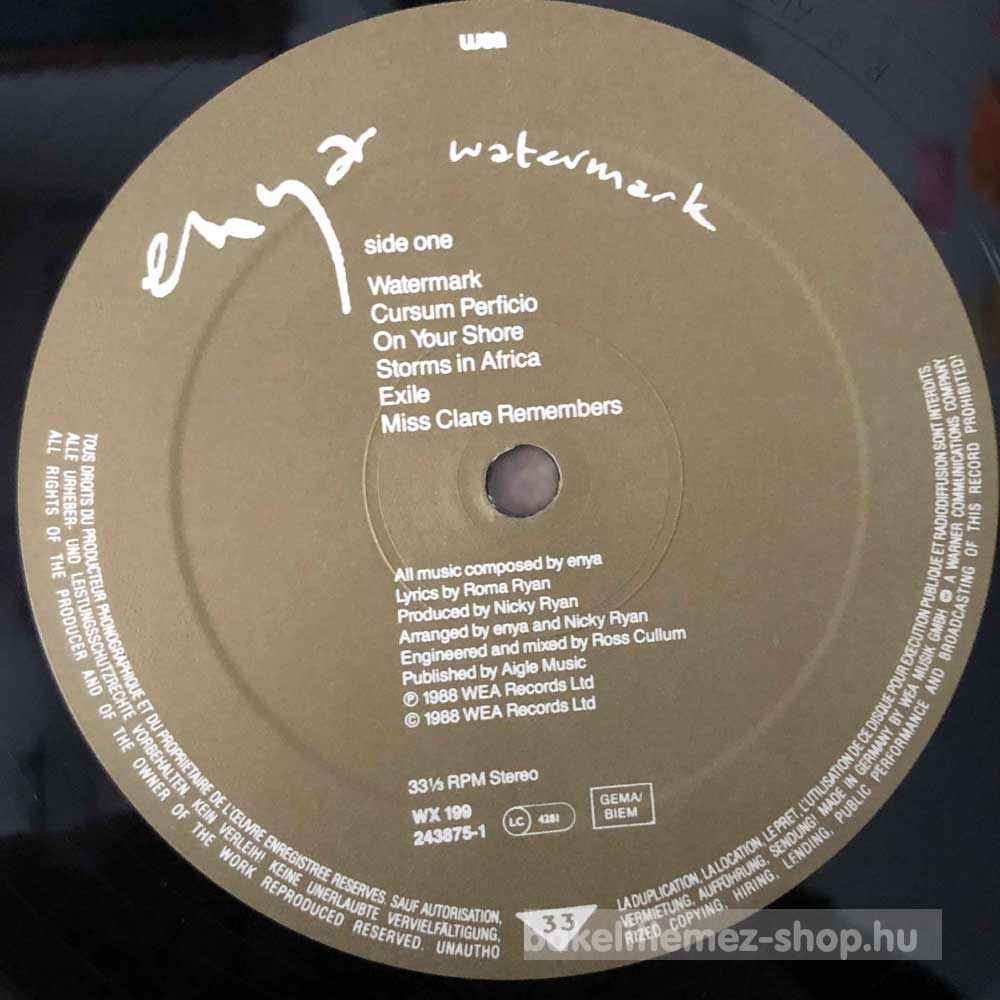 wea
enya watermark
side one
Watermark
Cursum Perficio
On Your Shore
Storms in Africa
Exile
Miss Clare Remembers
All music composed by enya
Lyrics by Roma Ryan
Produced by Nicky Ryan
Arranged by enya and Nicky Ryan
Engineered and mixed by Ross Cullum
Published by Aigle Music
℗ 1988 WEA Records Ltd
© 1988 WEA Records Ltd
33⅓ RPM Stereo
WX 199
243875-1
LC 4281
GEMA/
BIEM
TOUS DROITS DU PRODUCTEUR PHONOGRAPHIQUE ET DU PROPRIETAIRE DE L'ŒUVRE ENREGISTREE RESERVES. SAUF AUTORISATION,
ALLE URHEBER- UND LEISTUNGSSCHUTZRECHTE VORBEHALTEN. KEIN VERLEIH! KEINE UNERLAUBTE VERVIELFÄLTIGUNG,
ALL RIGHTS OF THE PRODUCER AND OF THE OWNER OF THE WORK REPRODUCED RESERVED. UNAUTHO
33
LA DUPLICATION, LA LOCATION, LE PRET, L'UTILISATION DE CE DISQUE POUR EXECUTION PUBLIQUE ET RADIODIFFUSION SONT INTERDITS.
VERMIETUNG, AUFFÜHRUNG, SENDUNG! MADE IN GERMANY BY WEA MUSIK GMBH A WARNER COMMUNICATIONS COMPANY
RIZED COPYING, HIRING, LENDING, PUBLIC PERFORMANCE AND BROADCASTING OF THIS RECORD PROHIBITED!
bakelitlemez-shop.hu